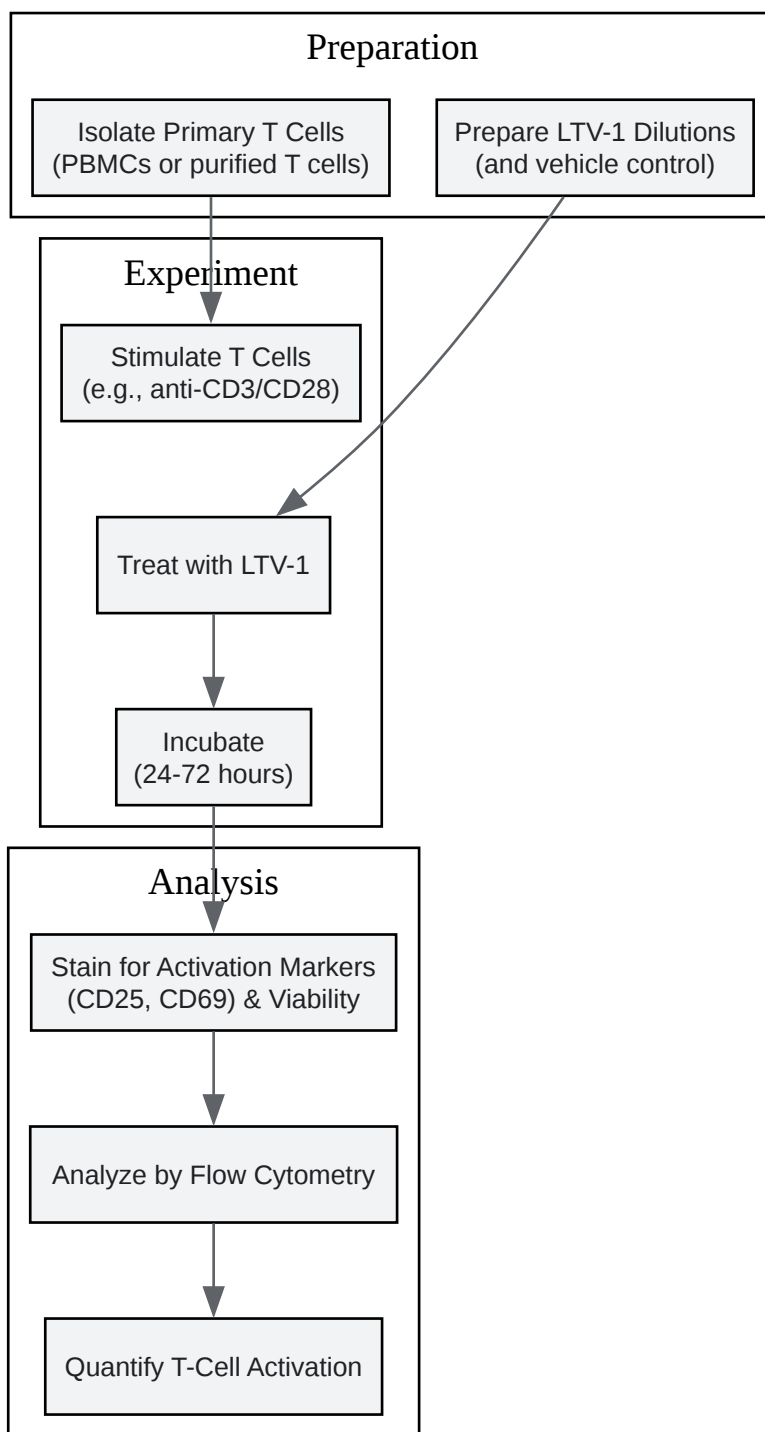 Preparation
Isolate Primary T Cells
(PBMCs or purified T cells)
Prepare LTV-1 Dilutions
(and vehicle control)
Experiment
Stimulate T Cells
(e.g., anti-CD3/CD28)
Treat with LTV-1
Incubate
(24-72 hours)
Analysis
Stain for Activation Markers
(CD25, CD69) & Viability
Analyze by Flow Cytometry
Quantify T-Cell Activation